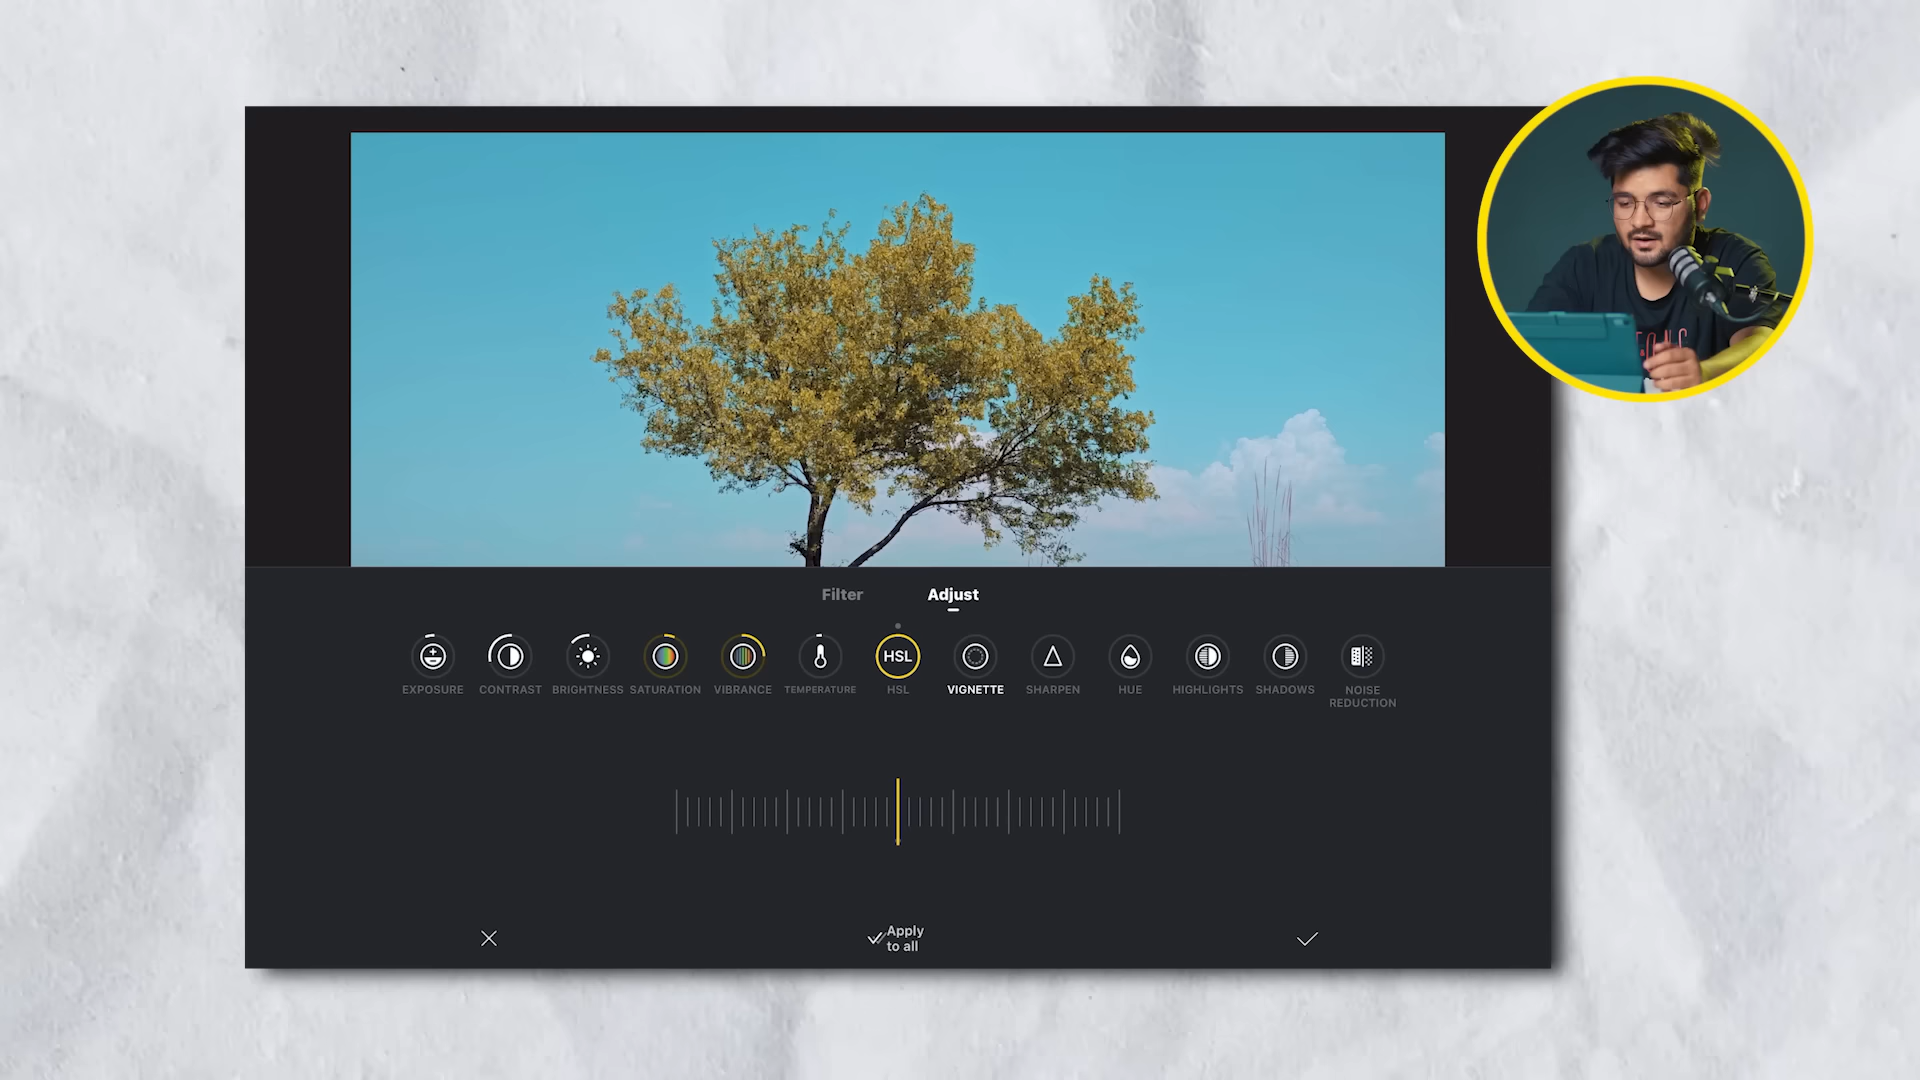 Filter
Adjust
HSL
EXPOSURE
CONTRAST
BRIGHTNESS
SATURATION
VIBRANCE
TEMPERATURE
HSL
VIGNETTE
SHARPEN
HUE
HIGHLIGHTS
SHADOWS
NOISE
REDUCTION
Apply
to all